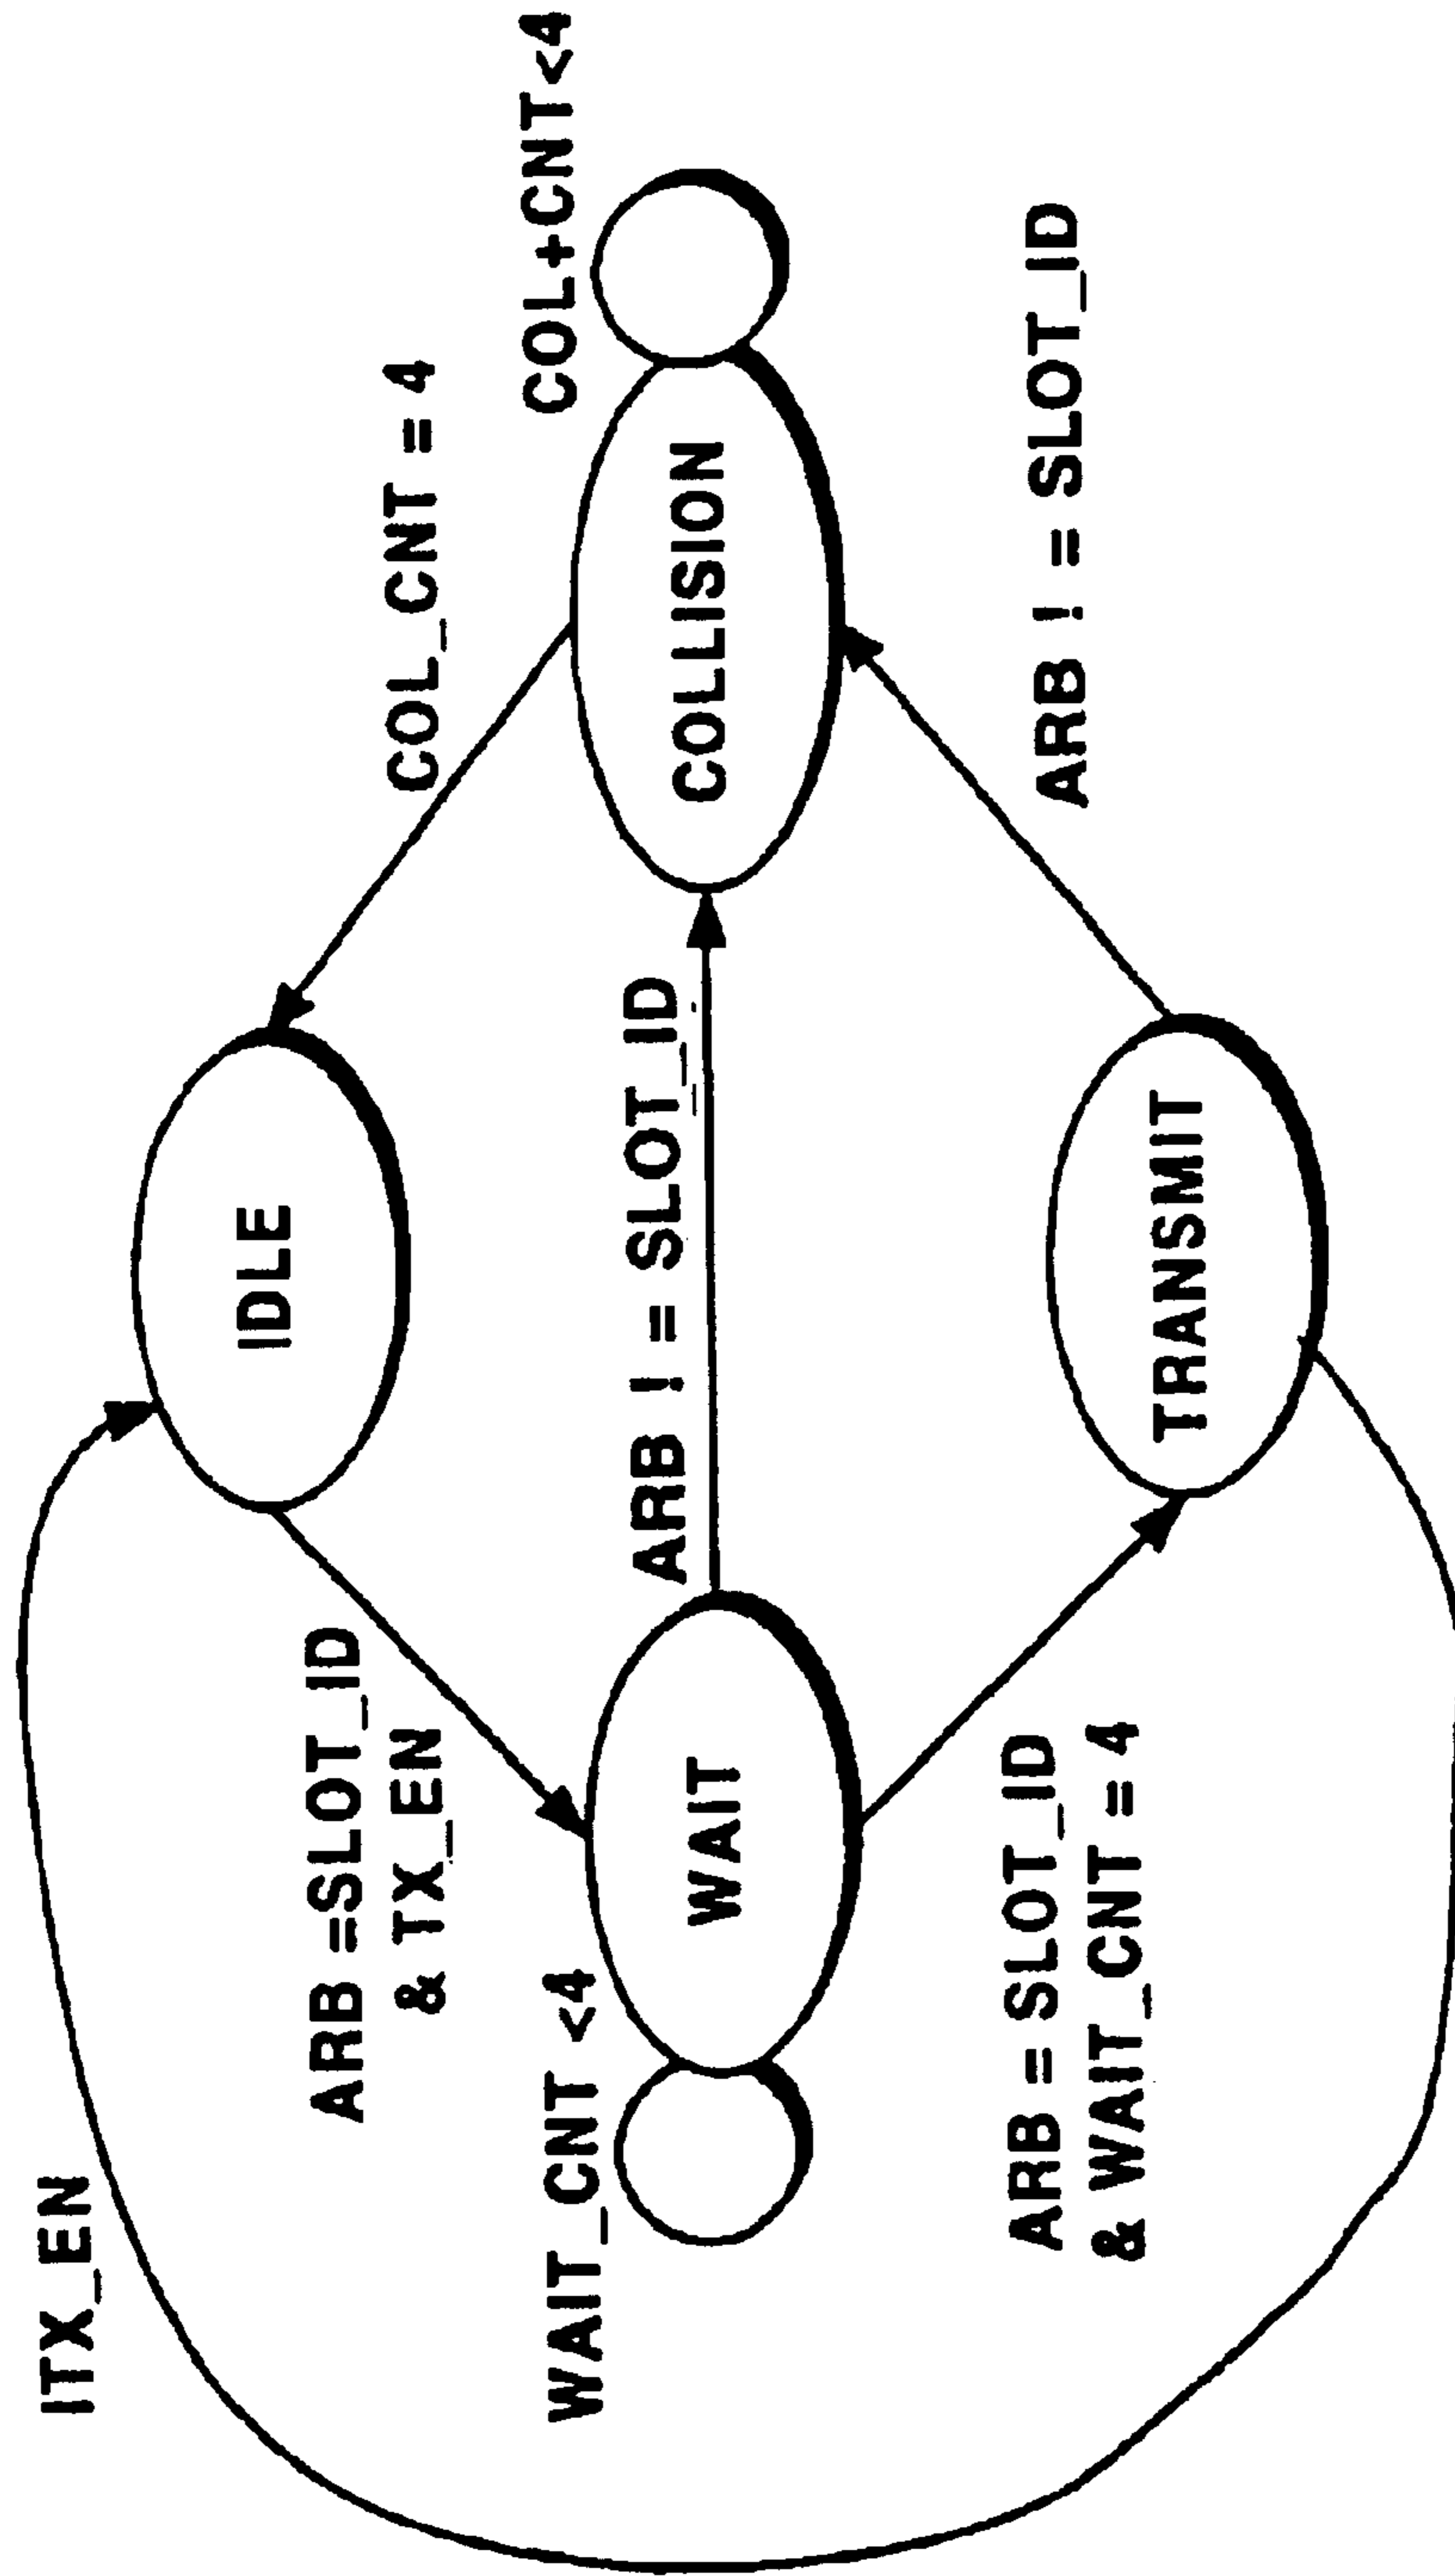 ITX_EN
IDLE
ARB =SLOT_ID
& TX_EN
COL_CNT = 4
WAIT_CNT <4
WAIT
ARB ! = SLOT_ID
COLLISION
COL+CNT<4
ARB = SLOT_ID
& WAIT_CNT = 4
TRANSMIT
ARB ! = SLOT_ID